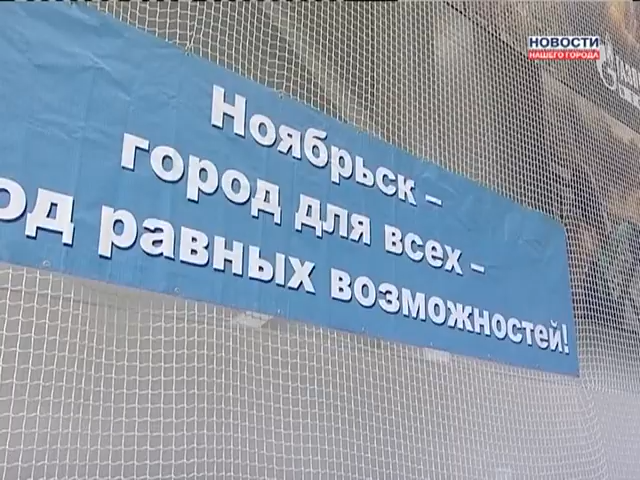 НОВОСТИ
НАШЕГО ГОРОДА
Ноябрьск –
город для всех –
од равных возможностей!